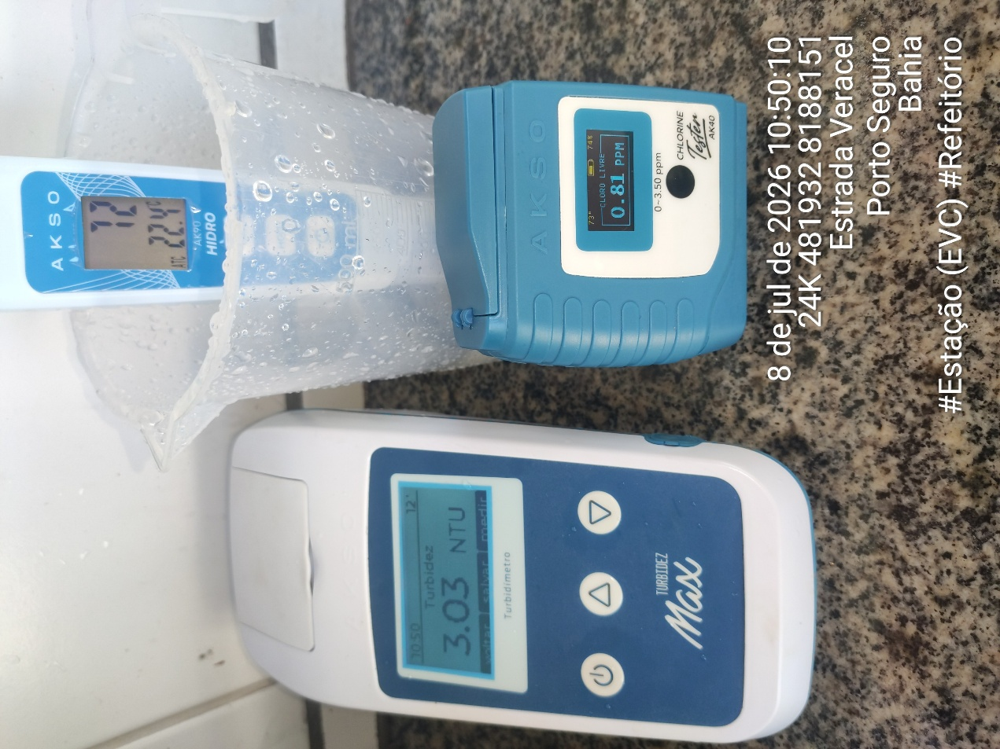 AKSO
7.2
ATC 22.4°C
*AK90
HIDRO
AKSO
73°
74%
CLORO LIVRE
0.81 PPM
0~3.50 ppm
CHLORINE
Tester
AK40
10:50
12°
Turbidez
3.03 NTU
voltar salvar medir
Turbidímetro
TURBIDEZ
Max
8 de jul de 2026 10:50:10
24K 481932 8188151
Estrada Veracel
Porto Seguro
Bahia
#Estação (EVC) #Refeitório